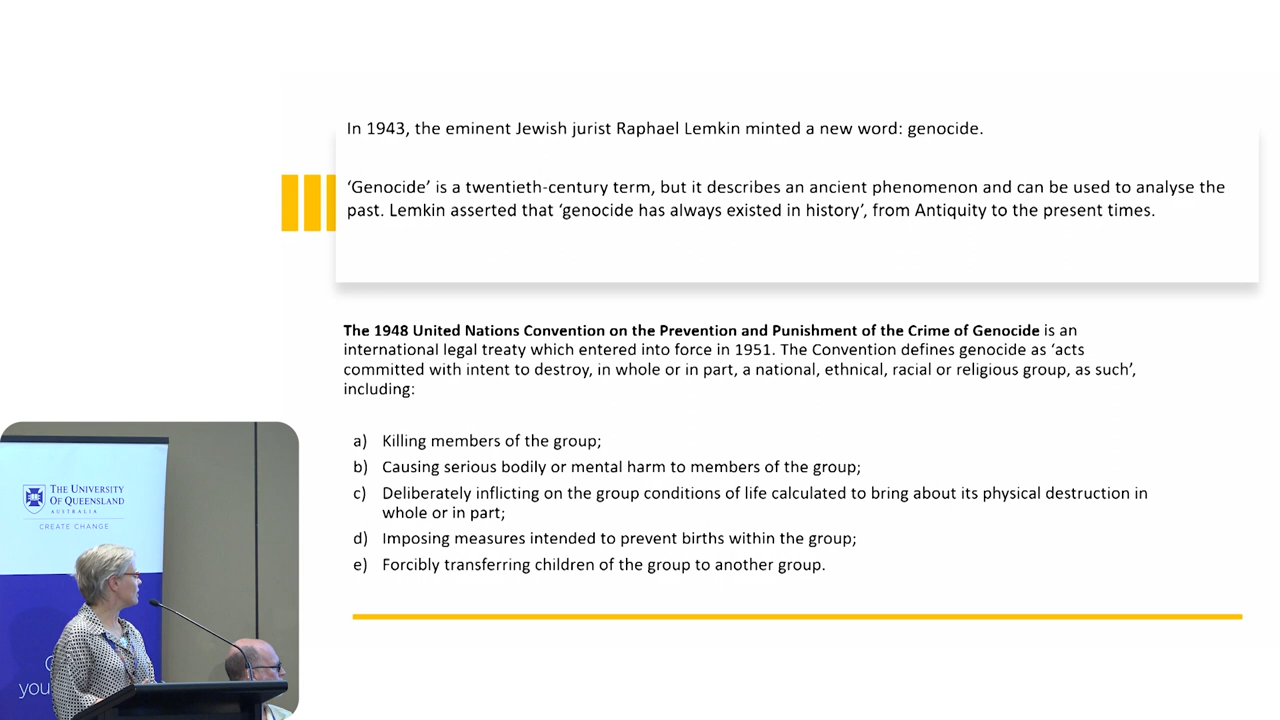 In 1943, the eminent Jewish jurist Raphael Lemkin minted a new word: genocide.
‘Genocide’ is a twentieth-century term, but it describes an ancient phenomenon and can be used to analyse the
past. Lemkin asserted that ‘genocide has always existed in history’, from Antiquity to the present times.
The 1948 United Nations Convention on the Prevention and Punishment of the Crime of Genocide is an
international legal treaty which entered into force in 1951. The Convention defines genocide as ‘acts
committed with intent to destroy, in whole or in part, a national, ethnical, racial or religious group, as such’,
including:
a) Killing members of the group;
b) Causing serious bodily or mental harm to members of the group;
c) Deliberately inflicting on the group conditions of life calculated to bring about its physical destruction in
whole or in part;
d) Imposing measures intended to prevent births within the group;
e) Forcibly transferring children of the group to another group.
THE UNIVERSITY
OF QUEENSLAND
AUSTRALIA
CREATE CHANGE